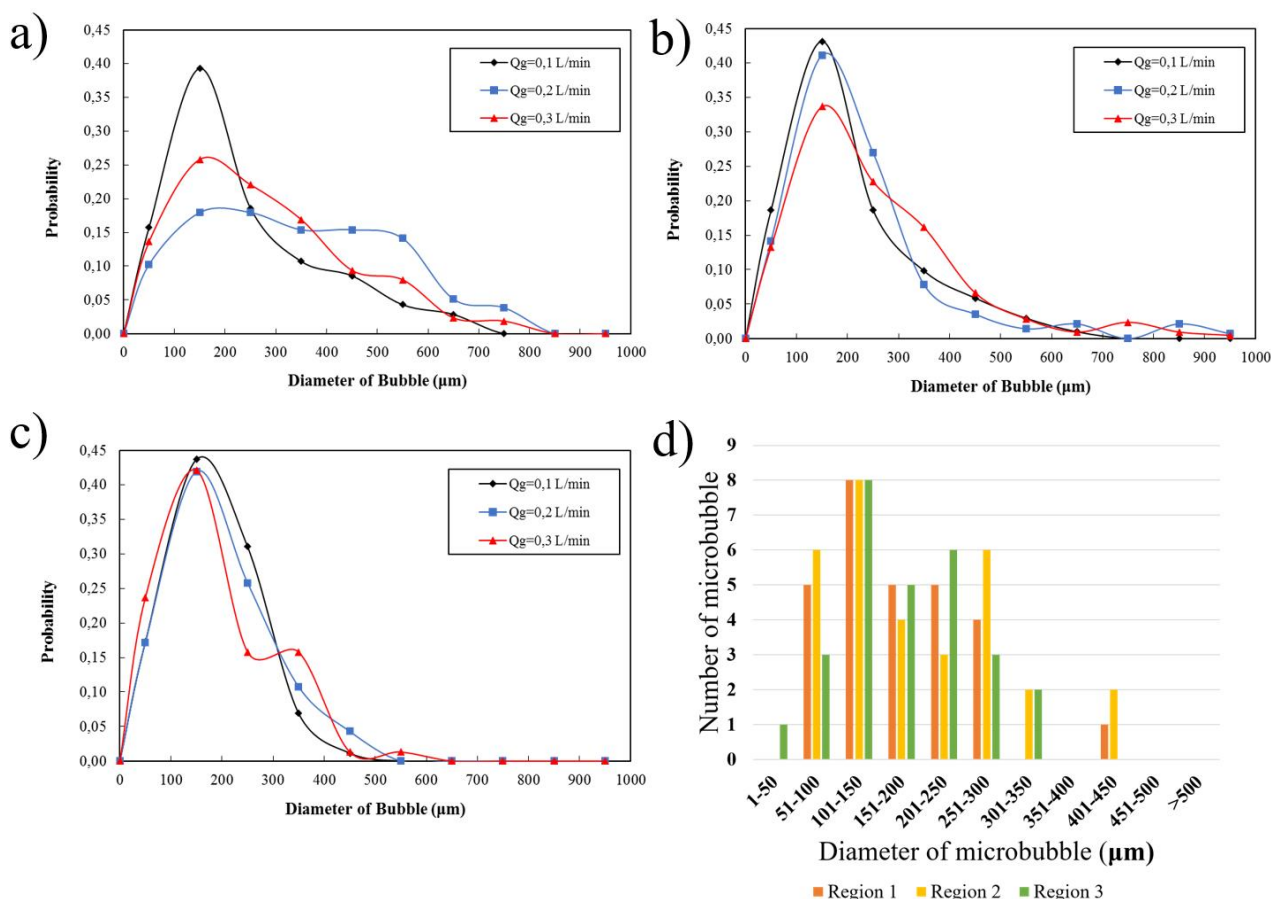 a)
0,45
0,40
0,35
0,30
0,25
0,20
0,15
0,10
0,05
0,00
Probability
Qg=0,1 L/min
Qg=0,2 L/min
Qg=0,3 L/min
0 100 200 300 400 500 600 700 800 900 1000
Diameter of Bubble (µm)
b)
0,45
0,40
0,35
0,30
0,25
0,20
0,15
0,10
0,05
0,00
Probability
Qg=0,1 L/min
Qg=0,2 L/min
Qg=0,3 L/min
0 100 200 300 400 500 600 700 800 900 1000
Diameter of Bubble (µm)
c)
0,45
0,40
0,35
0,30
0,25
0,20
0,15
0,10
0,05
0,00
Probability
Qg=0,1 L/min
Qg=0,2 L/min
Qg=0,3 L/min
0 100 200 300 400 500 600 700 800 900 1000
Diameter of Bubble (µm)
d)
9
8
7
6
5
4
3
2
1
0
Number of microbubble
1-50 51-100 101-150 151-200 201-250 251-300 301-350 351-400 401-450 451-500 >500
Diameter of microbubble (µm)
Region 1 Region 2 Region 3